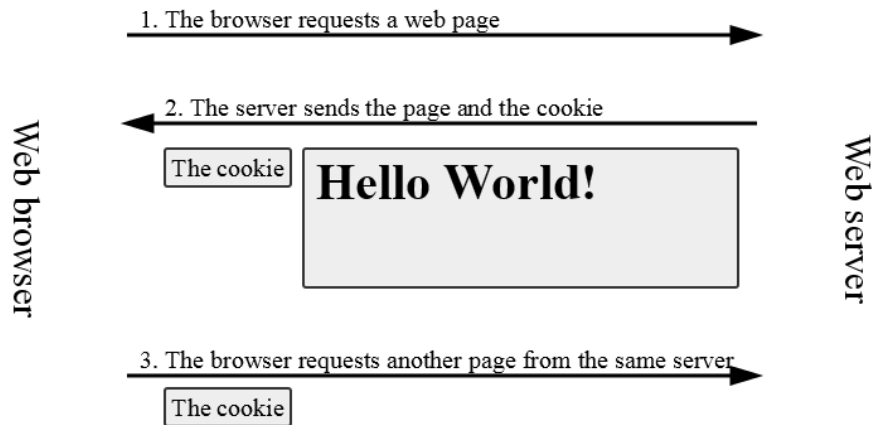 1. The browser requests a web page
2. The server sends the page and the cookie
The cookie
Hello World!
Web browser
Web server
3. The browser requests another page from the same server
The cookie